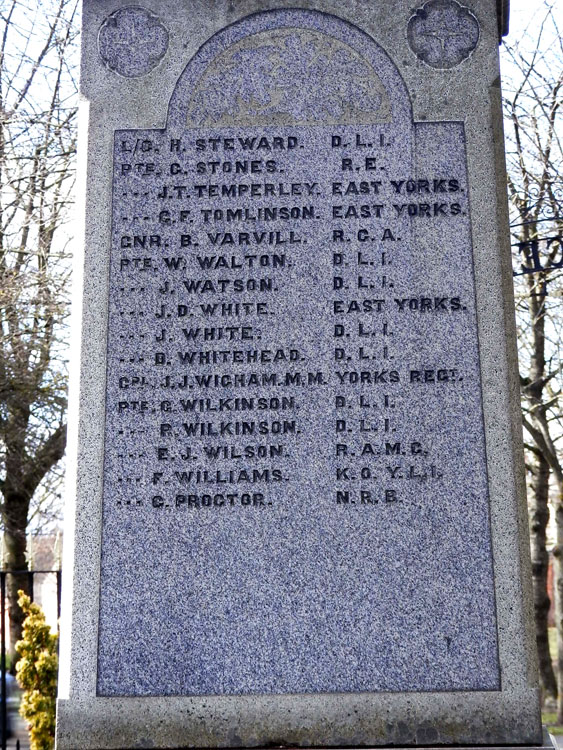 L/C. H. STEWARD. D.L.I.
PTE. C. STONES. R.E.
--- J.T. TEMPERLEY. EAST YORKS.
--- G.F. TOMLINSON. EAST YORKS.
GNR. B. VARVILL. R.G.A.
PTE. W. WALTON. D.L.I.
--- J. WATSON. D.L.I.
--- J.D. WHITE. EAST YORKS.
--- J. WHITE. D.L.I.
--- B. WHITEHEAD. D.L.I.
CPL. J.J. WIGHAM. M.M. YORKS REGT.
PTE. G. WILKINSON. D.L.I.
--- R. WILKINSON. D.L.I.
--- E.J. WILSON. R.A.M.C.
--- F. WILLIAMS. K.O.Y.L.I.
--- C. PROCTOR. N.R.B.